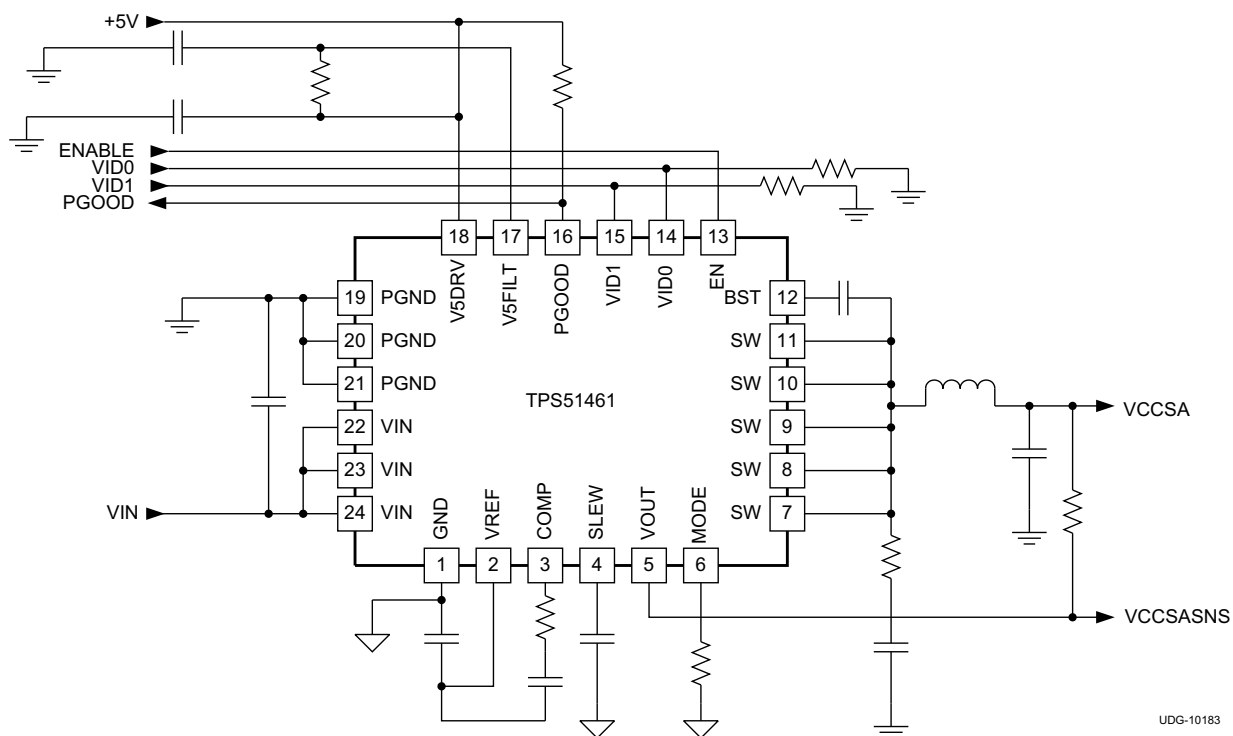 +5V
ENABLE
VID0
VID1
PGOOD
18
17
16
15
14
13
V5DRV
V5FILT
PGOOD
VID1
VID0
EN
19 PGND
20 PGND
21 PGND
22 VIN
23 VIN
24 VIN
VIN
TPS51461
BST 12
SW 11
SW 10
SW 9
SW 8
SW 7
VCCSA
VCCSASNS
GND
VREF
COMP
SLEW
VOUT
MODE
1
2
3
4
5
6
UDG-10183